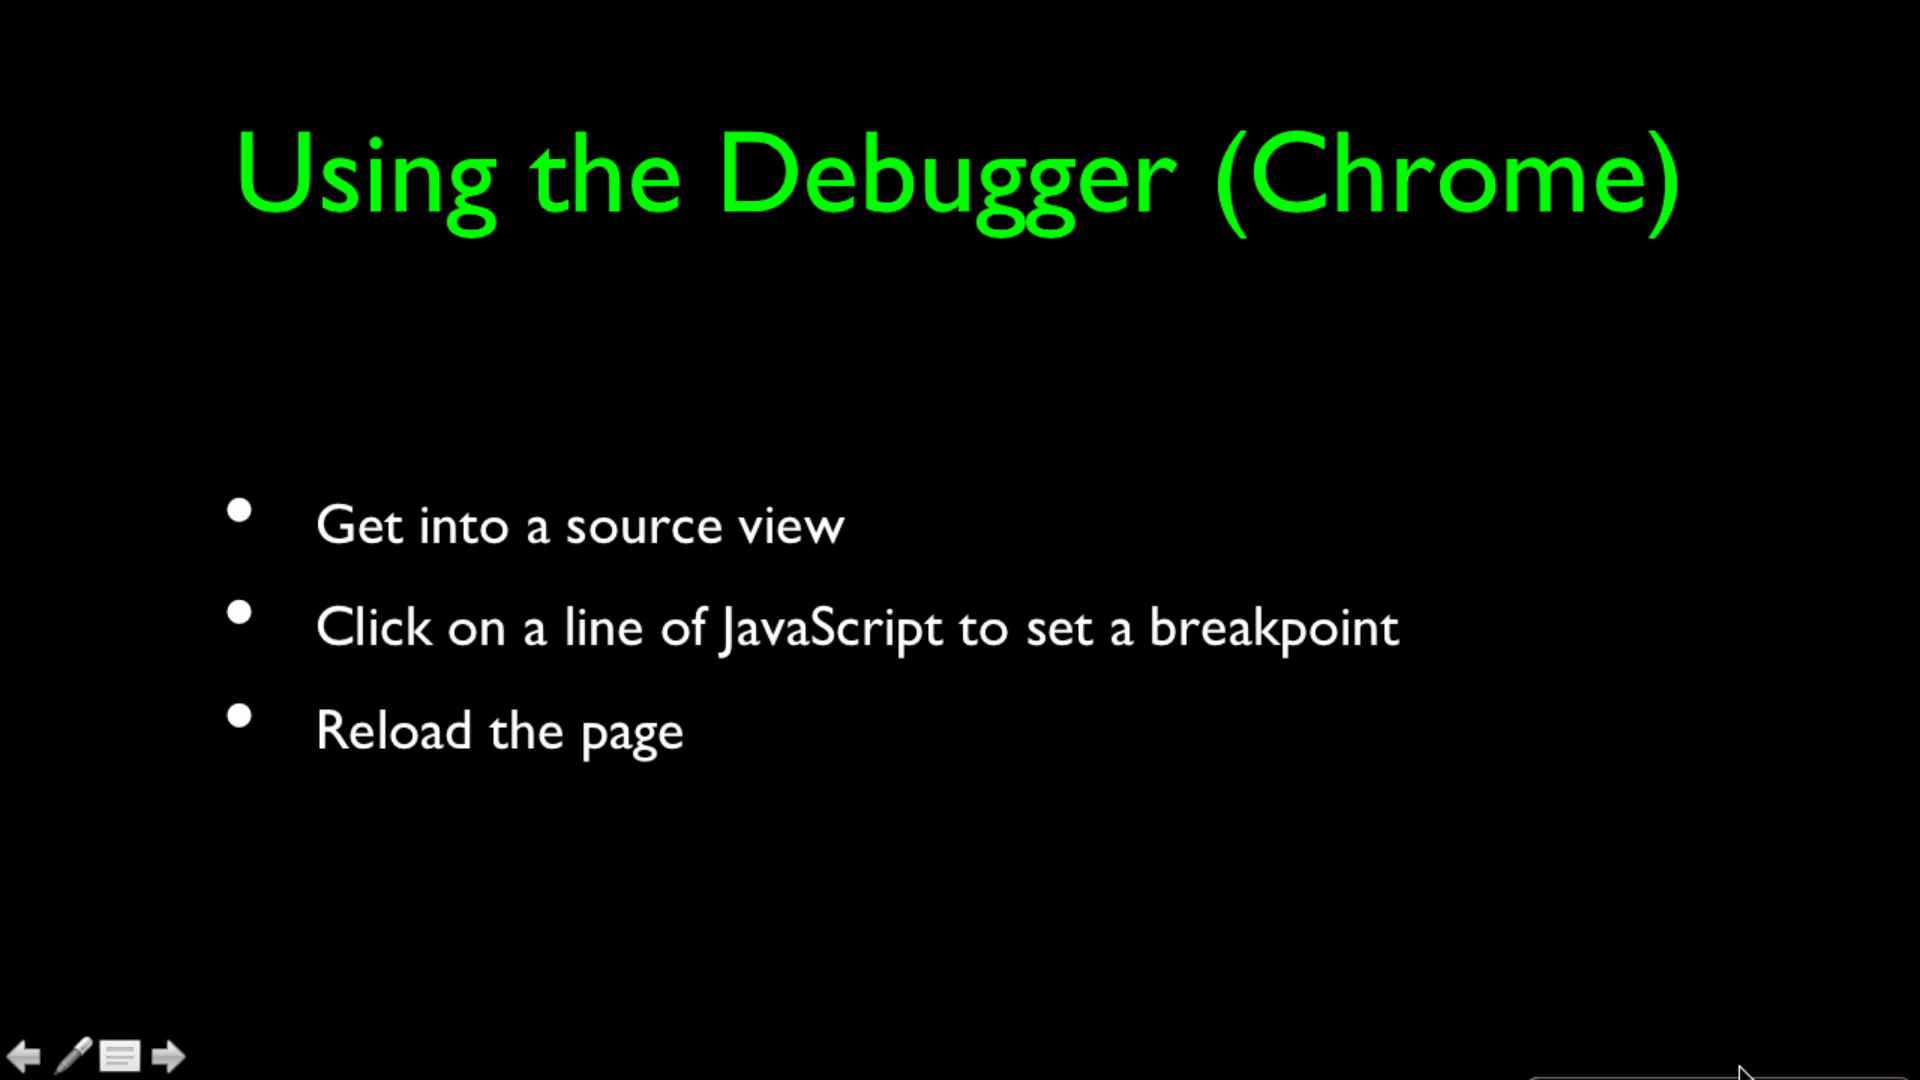 Using the Debugger (Chrome)
• Get into a source view
• Click on a line of JavaScript to set a breakpoint
• Reload the page